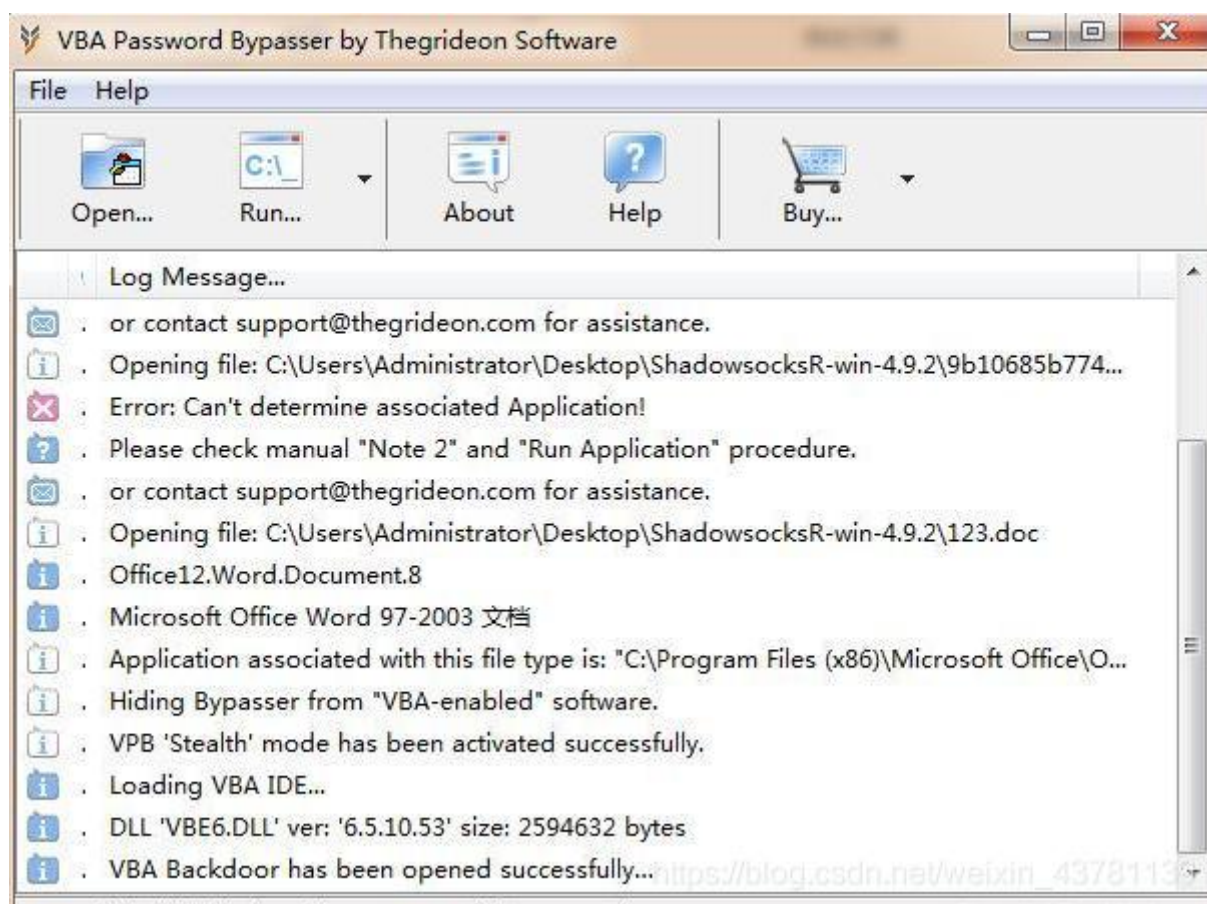 VBA Password Bypasser by Thegrideon Software
File Help
C:\_
Open... Run... About Help Buy...
Log Message...
. or contact support@thegrideon.com for assistance.
. Opening file: C:\Users\Administrator\Desktop\ShadowsocksR-win-4.9.2\9b10685b774...
. Error: Can't determine associated Application!
. Please check manual "Note 2" and "Run Application" procedure.
. or contact support@thegrideon.com for assistance.
. Opening file: C:\Users\Administrator\Desktop\ShadowsocksR-win-4.9.2\123.doc
. Office12.Word.Document.8
. Microsoft Office Word 97-2003 文档
. Application associated with this file type is: "C:\Program Files (x86)\Microsoft Office\O...
. Hiding Bypasser from "VBA-enabled" software.
. VPB 'Stealth' mode has been activated successfully.
. Loading VBA IDE...
. DLL 'VBE6.DLL' ver: '6.5.10.53' size: 2594632 bytes
. VBA Backdoor has been opened successfully...
https://blog.csdn.net/weixin_43781139